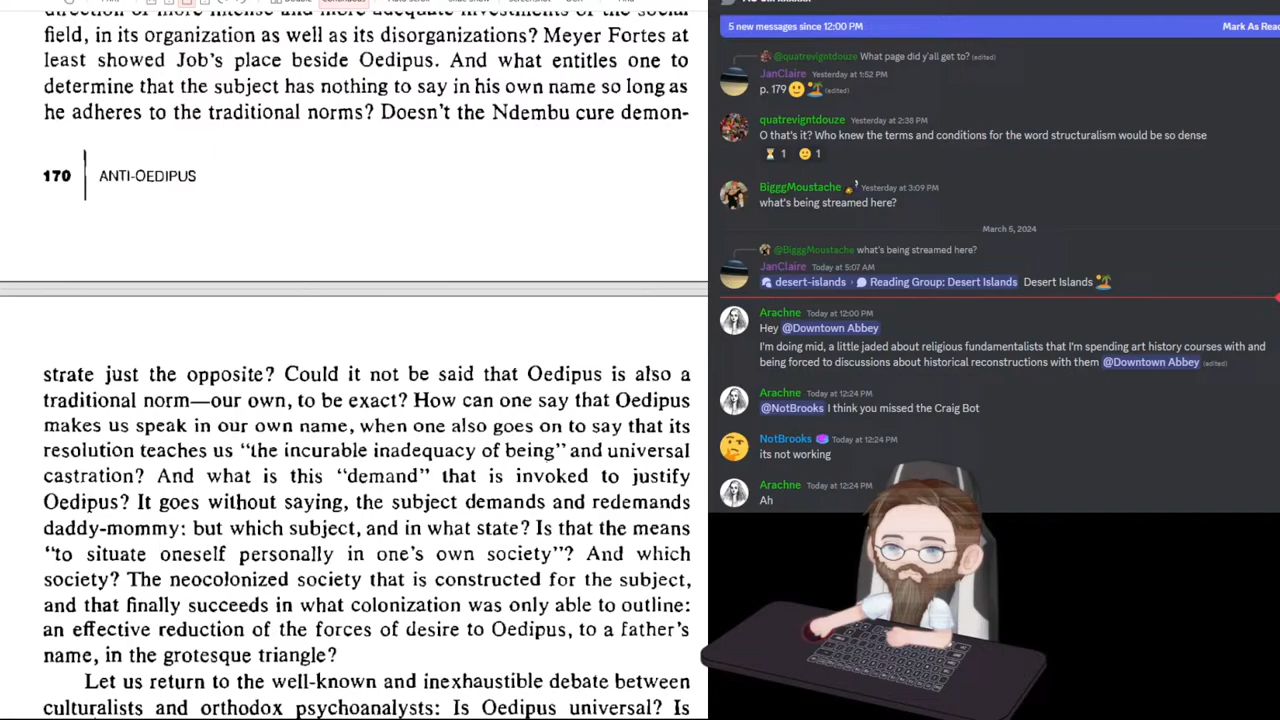 direction of more intense and more adequate investments of the social
field, in its organization as well as its disorganizations? Meyer Fortes at
least showed Job's place beside Oedipus. And what entitles one to
determine that the subject has nothing to say in his own name so long as
he adheres to the traditional norms? Doesn't the Ndembu cure demon-
170 ANTI-OEDIPUS
strate just the opposite? Could it not be said that Oedipus is also a
traditional norm—our own, to be exact? How can one say that Oedipus
makes us speak in our own name, when one also goes on to say that its
resolution teaches us “the incurable inadequacy of being” and universal
castration? And what is this “demand” that is invoked to justify
Oedipus? It goes without saying, the subject demands and redemands
daddy-mommy: but which subject, and in what state? Is that the means
“to situate oneself personally in one's own society”? And which
society? The neocolonized society that is constructed for the subject,
and that finally succeeds in what colonization was only able to outline:
an effective reduction of the forces of desire to Oedipus, to a father's
name, in the grotesque triangle?
Let us return to the well-known and inexhaustible debate between
culturalists and orthodox psychoanalysts: Is Oedipus universal? Is
5 new messages since 12:00 PM Mark As Read
@quatrevigntdouze What page did y'all get to? (edited)
JanClaire Yesterday at 1:52 PM
p. 179 🙂 🏝️ (edited)
quatrevigntdouze Yesterday at 2:38 PM
O that's it? Who knew the terms and conditions for the word structuralism would be so dense
⌛ 1 🙂 1
BigggMoustache Yesterday at 3:09 PM
what's being streamed here?
March 5, 2024
@BigggMoustache what's being streamed here?
JanClaire Today at 5:07 AM
desert-islands › Reading Group: Desert Islands Desert Islands 🏝️
Arachne Today at 12:00 PM
Hey @Downtown Abbey
I'm doing mid, a little jaded about religious fundamentalists that I'm spending art history courses with and
being forced to discussions about historical reconstructions with them @Downtown Abbey (edited)
Arachne Today at 12:24 PM
@NotBrooks I think you missed the Craig Bot
NotBrooks Today at 12:24 PM
its not working
Arachne Today at 12:24 PM
Ah